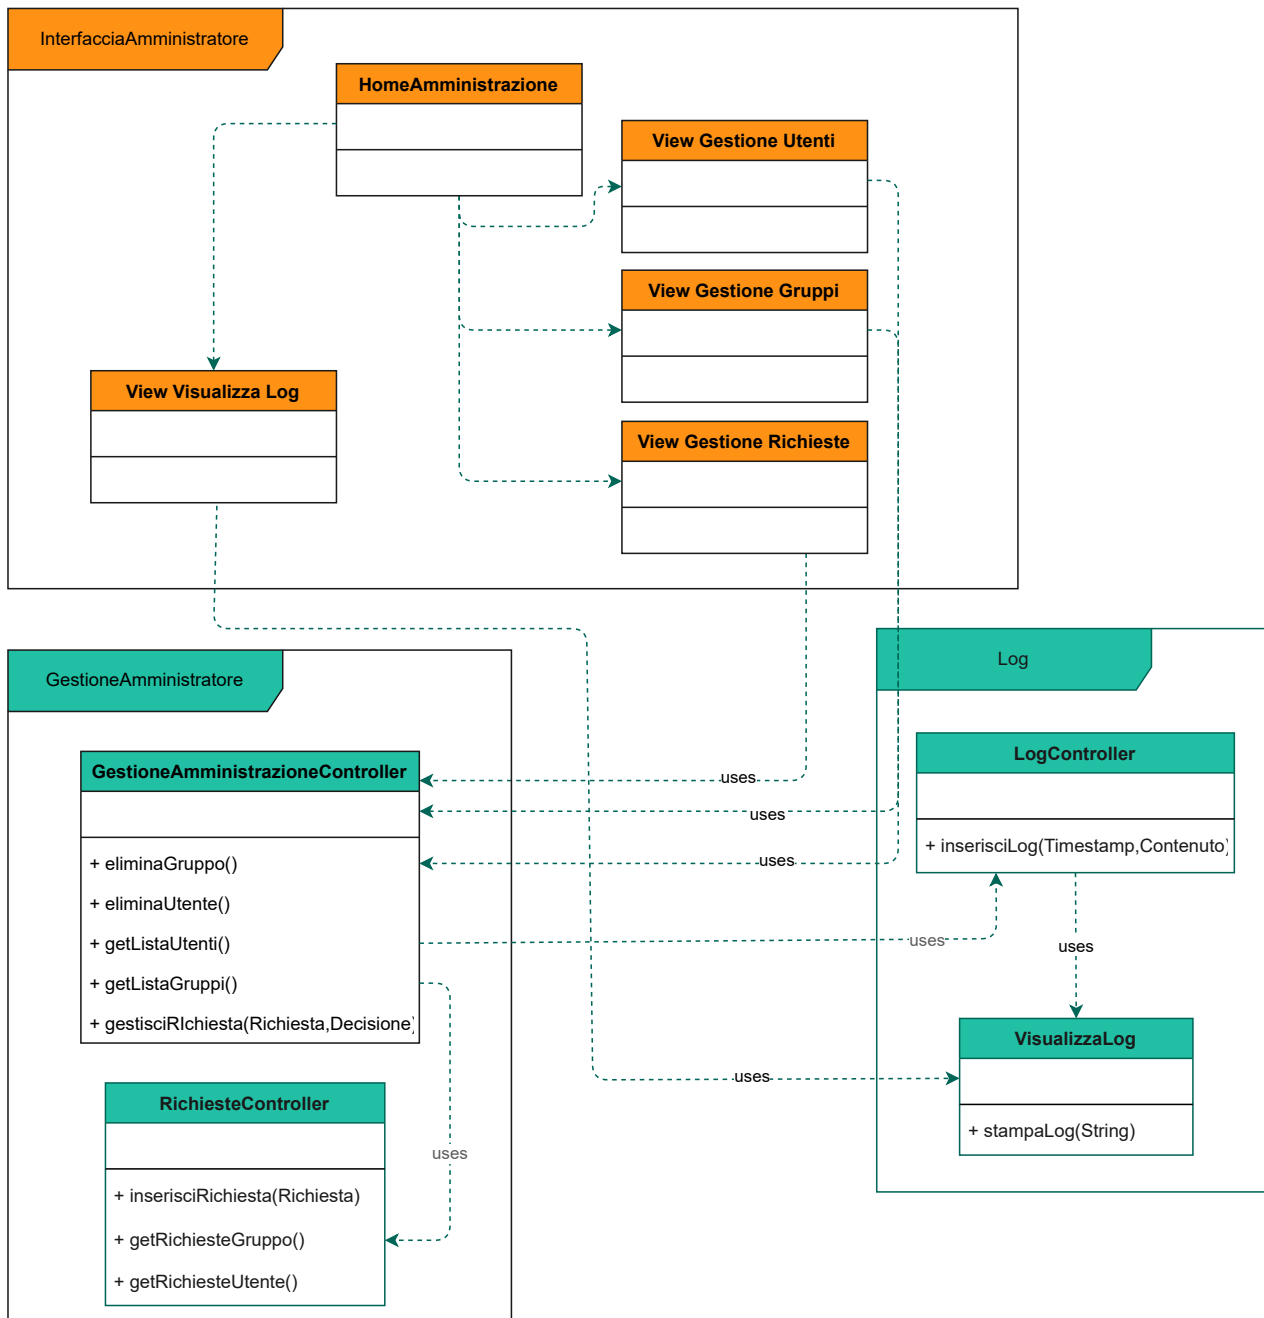 InterfacciaAmministratore
HomeAmministrazione
View Gestione Utenti
View Gestione Gruppi
View Visualizza Log
View Gestione Richieste
GestioneAmministratore
Log
GestioneAmministrazioneController
uses
LogController
uses
+ inserisciLog(Timestamp,Contenuto)
+ eliminaGruppo()
uses
+ eliminaUtente()
+ getListaUtenti()
uses
uses
+ getListaGruppi()
+ gestisciRIchiesta(Richiesta,Decisione)
VisualizzaLog
uses
RichiesteController
+ stampaLog(String)
uses
+ inserisciRichiesta(Richiesta)
+ getRichiesteGruppo()
+ getRichiesteUtente()